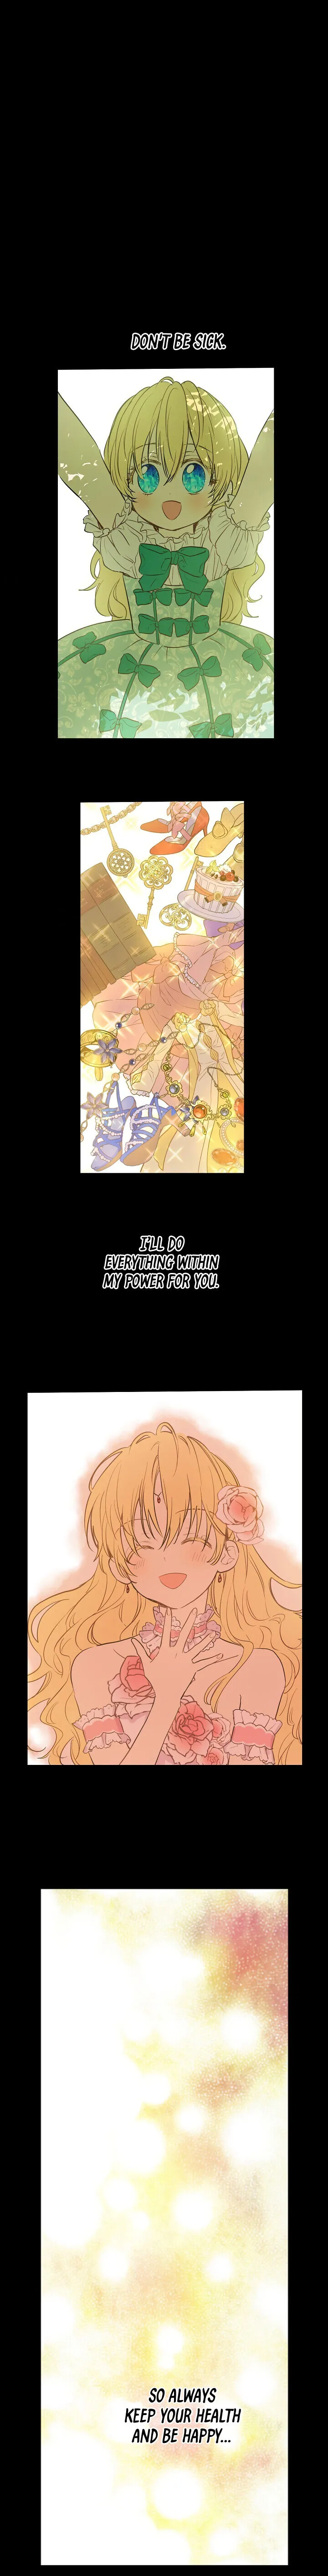 DON'T BE SICK.
I'LL DO
EVERYTHING WITHIN
MY POWER FOR YOU.
SO ALWAYS
KEEP YOUR HEALTH
AND BE HAPPY...